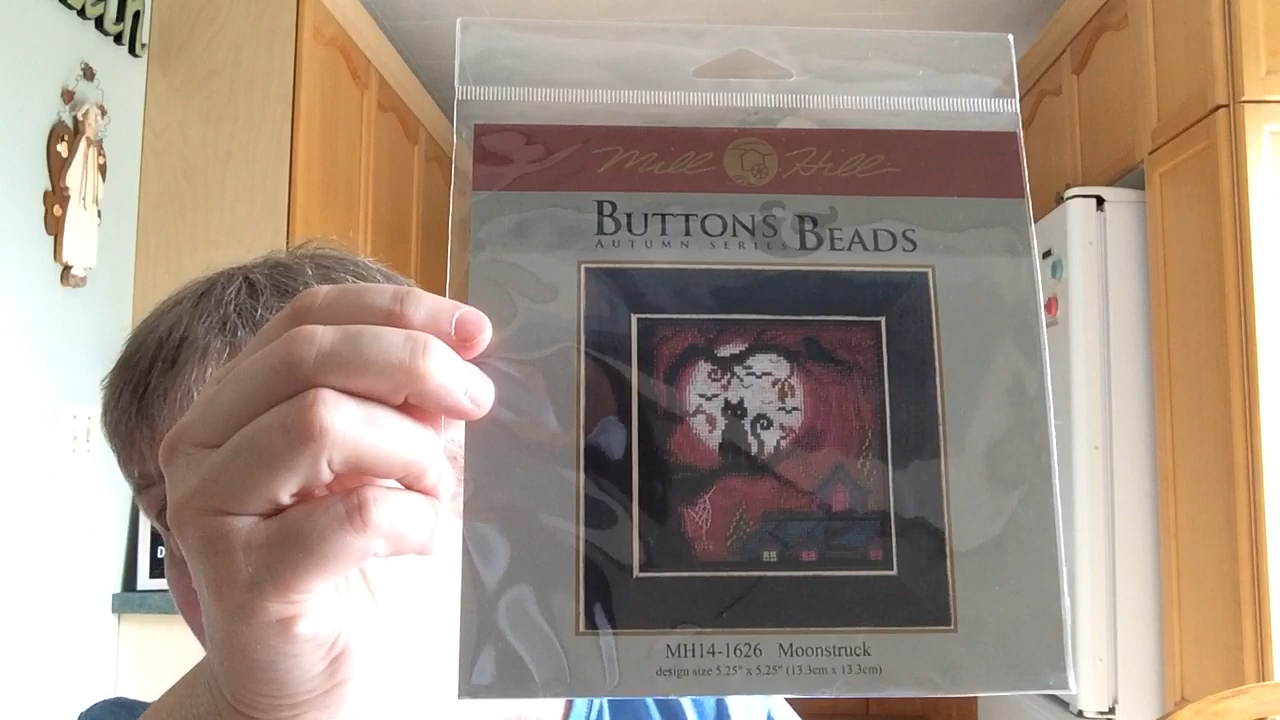 Mill Hill
BUTTONS & BEADS
AUTUMN SERIES
MH14-1626 Moonstruck
design size 5.25" x 5.25" (13.3cm x 13.3cm)
D